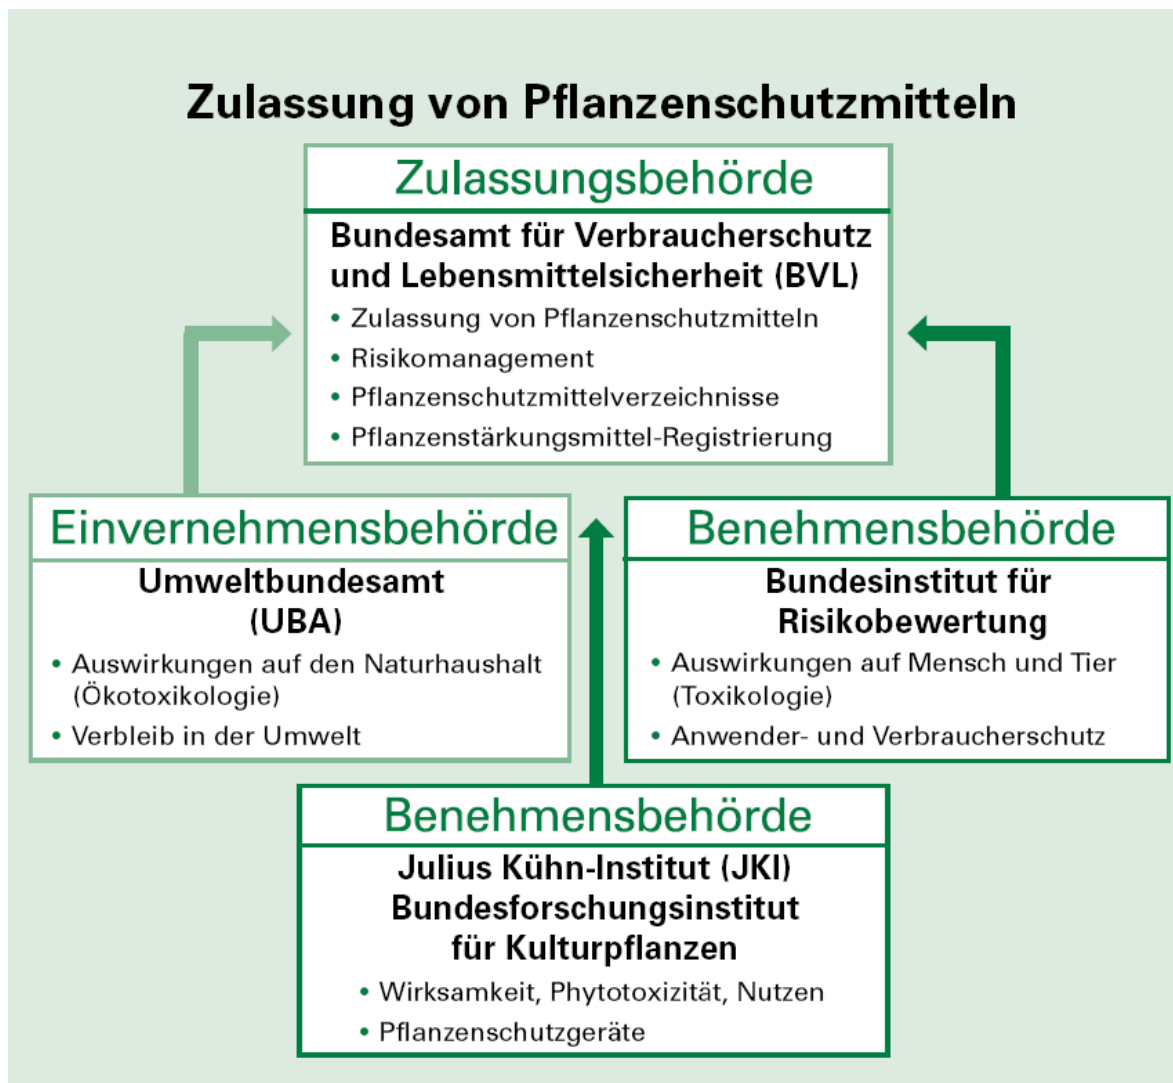 Zulassung von Pflanzenschutzmitteln
Zulassungsbehörde
Bundesamt für Verbraucherschutz
und Lebensmittelsicherheit (BVL)
• Zulassung von Pflanzenschutzmitteln
• Risikomanagement
• Pflanzenschutzmittelverzeichnisse
• Pflanzenstärkungsmittel-Registrierung
Einvernehmensbehörde
Umweltbundesamt
(UBA)
• Auswirkungen auf den Naturhaushalt
(Ökotoxikologie)
• Verbleib in der Umwelt
Benehmensbehörde
Bundesinstitut für
Risikobewertung
• Auswirkungen auf Mensch und Tier
(Toxikologie)
• Anwender- und Verbraucherschutz
Benehmensbehörde
Julius Kühn-Institut (JKI)
Bundesforschungsinstitut
für Kulturpflanzen
• Wirksamkeit, Phytotoxizität, Nutzen
• Pflanzenschutzgeräte